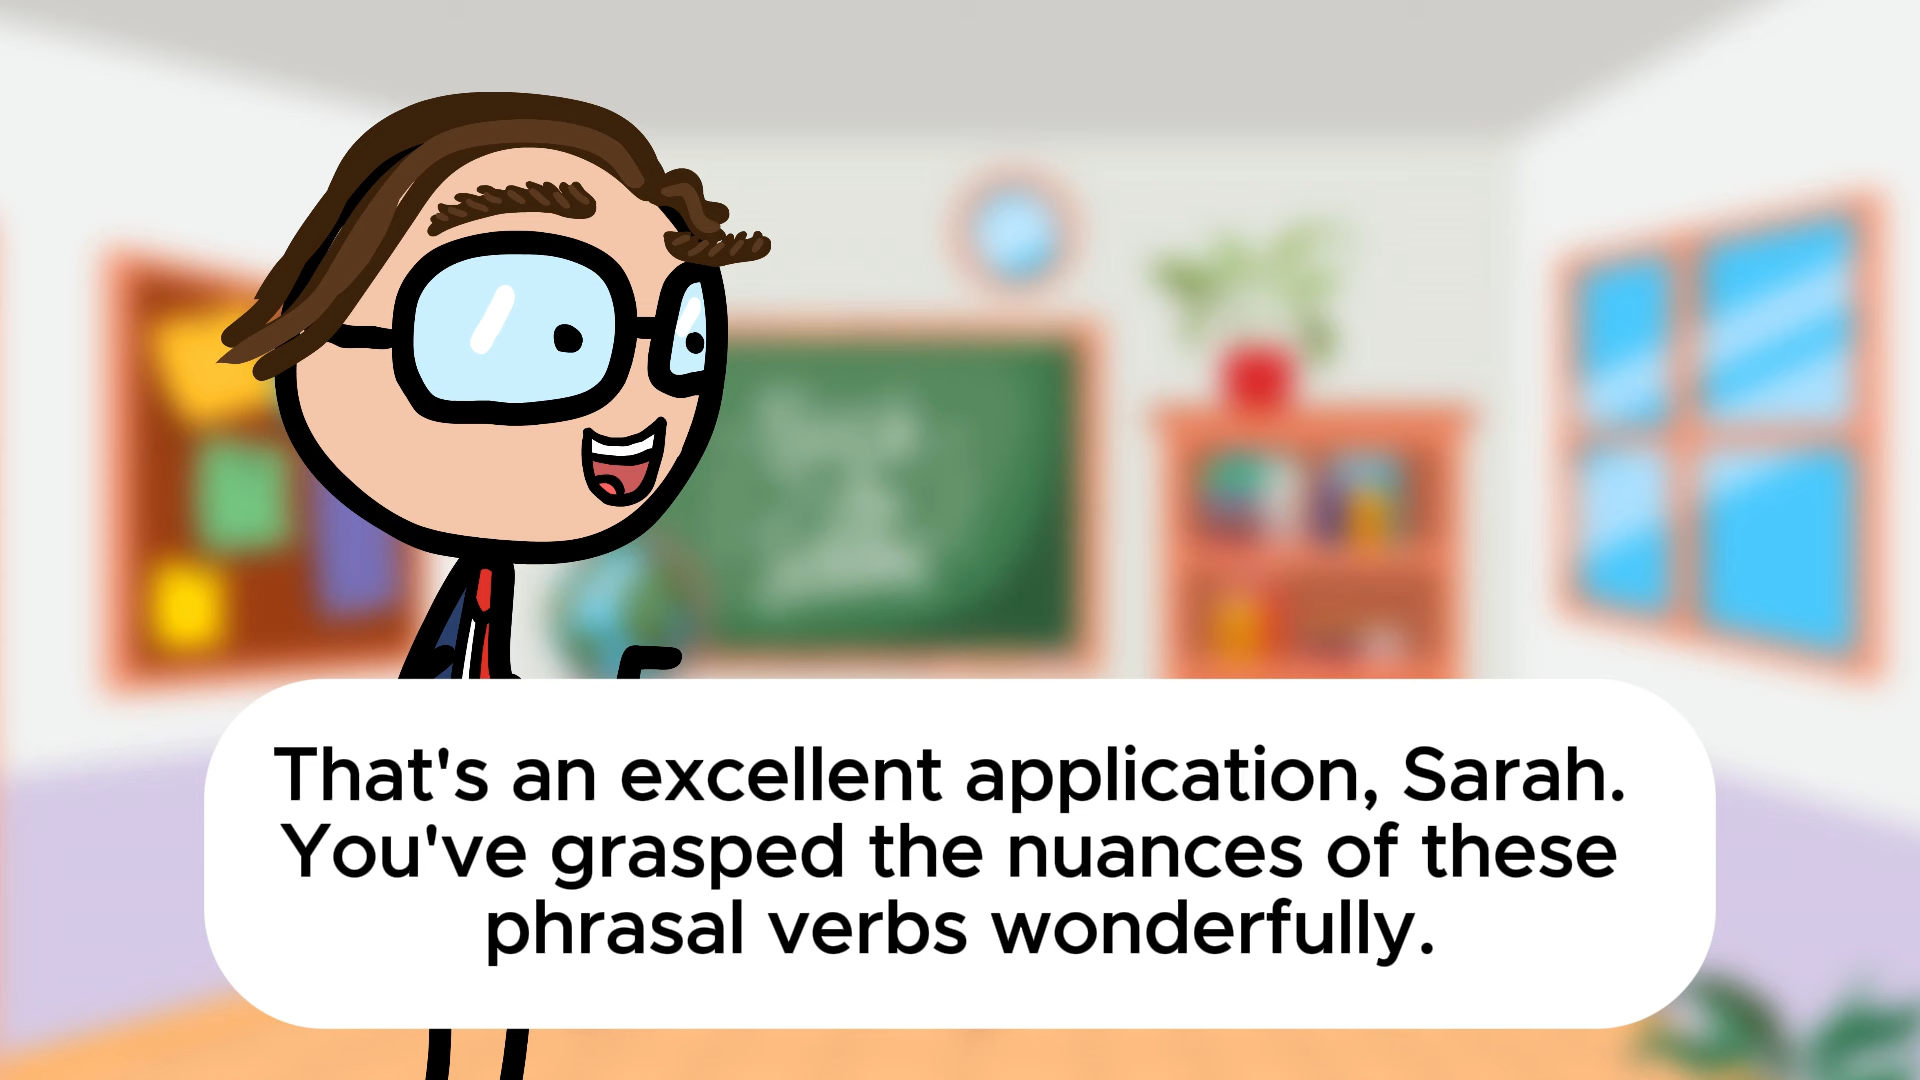 That's an excellent application, Sarah.
You've grasped the nuances of these
phrasal verbs wonderfully.